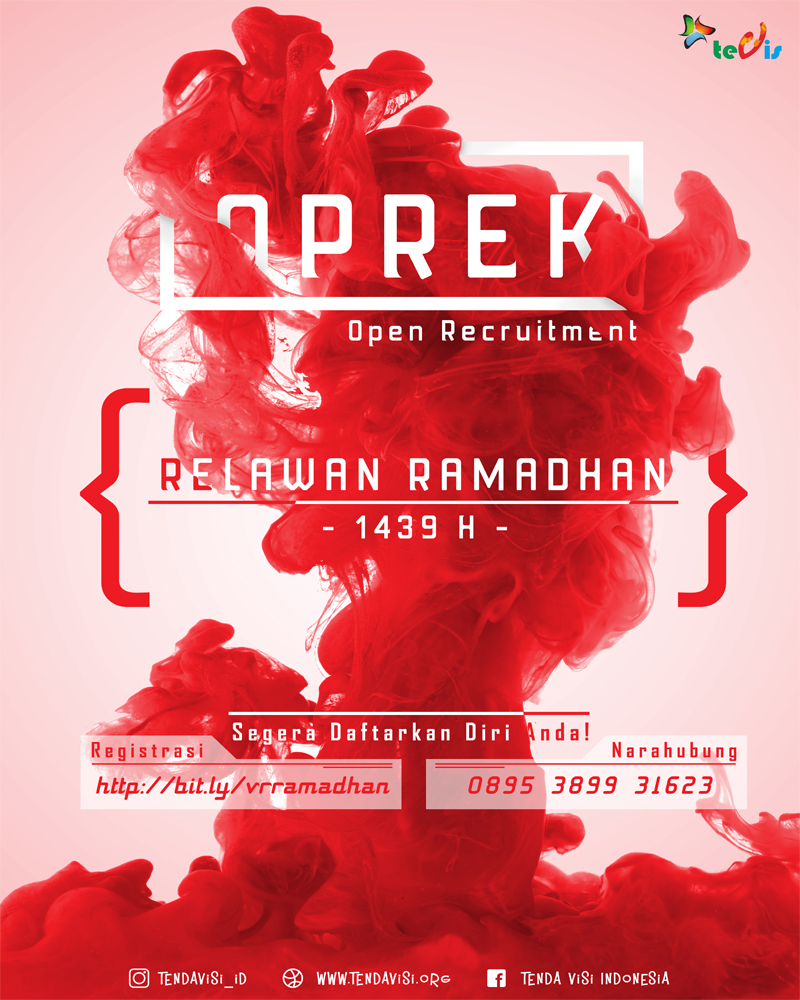 teVis
OPREK
Open Recruitment
RELAWAN RAMADHAN
- 1439 H -
Segera Daftarkan Diri Anda!
Registrasi
http://bit.ly/vrramadhan
Narahubung
0895 3899 31623
TENDAVISI_ID
WWW.TENDAVISI.ORG
TENDA VISI INDONESIA